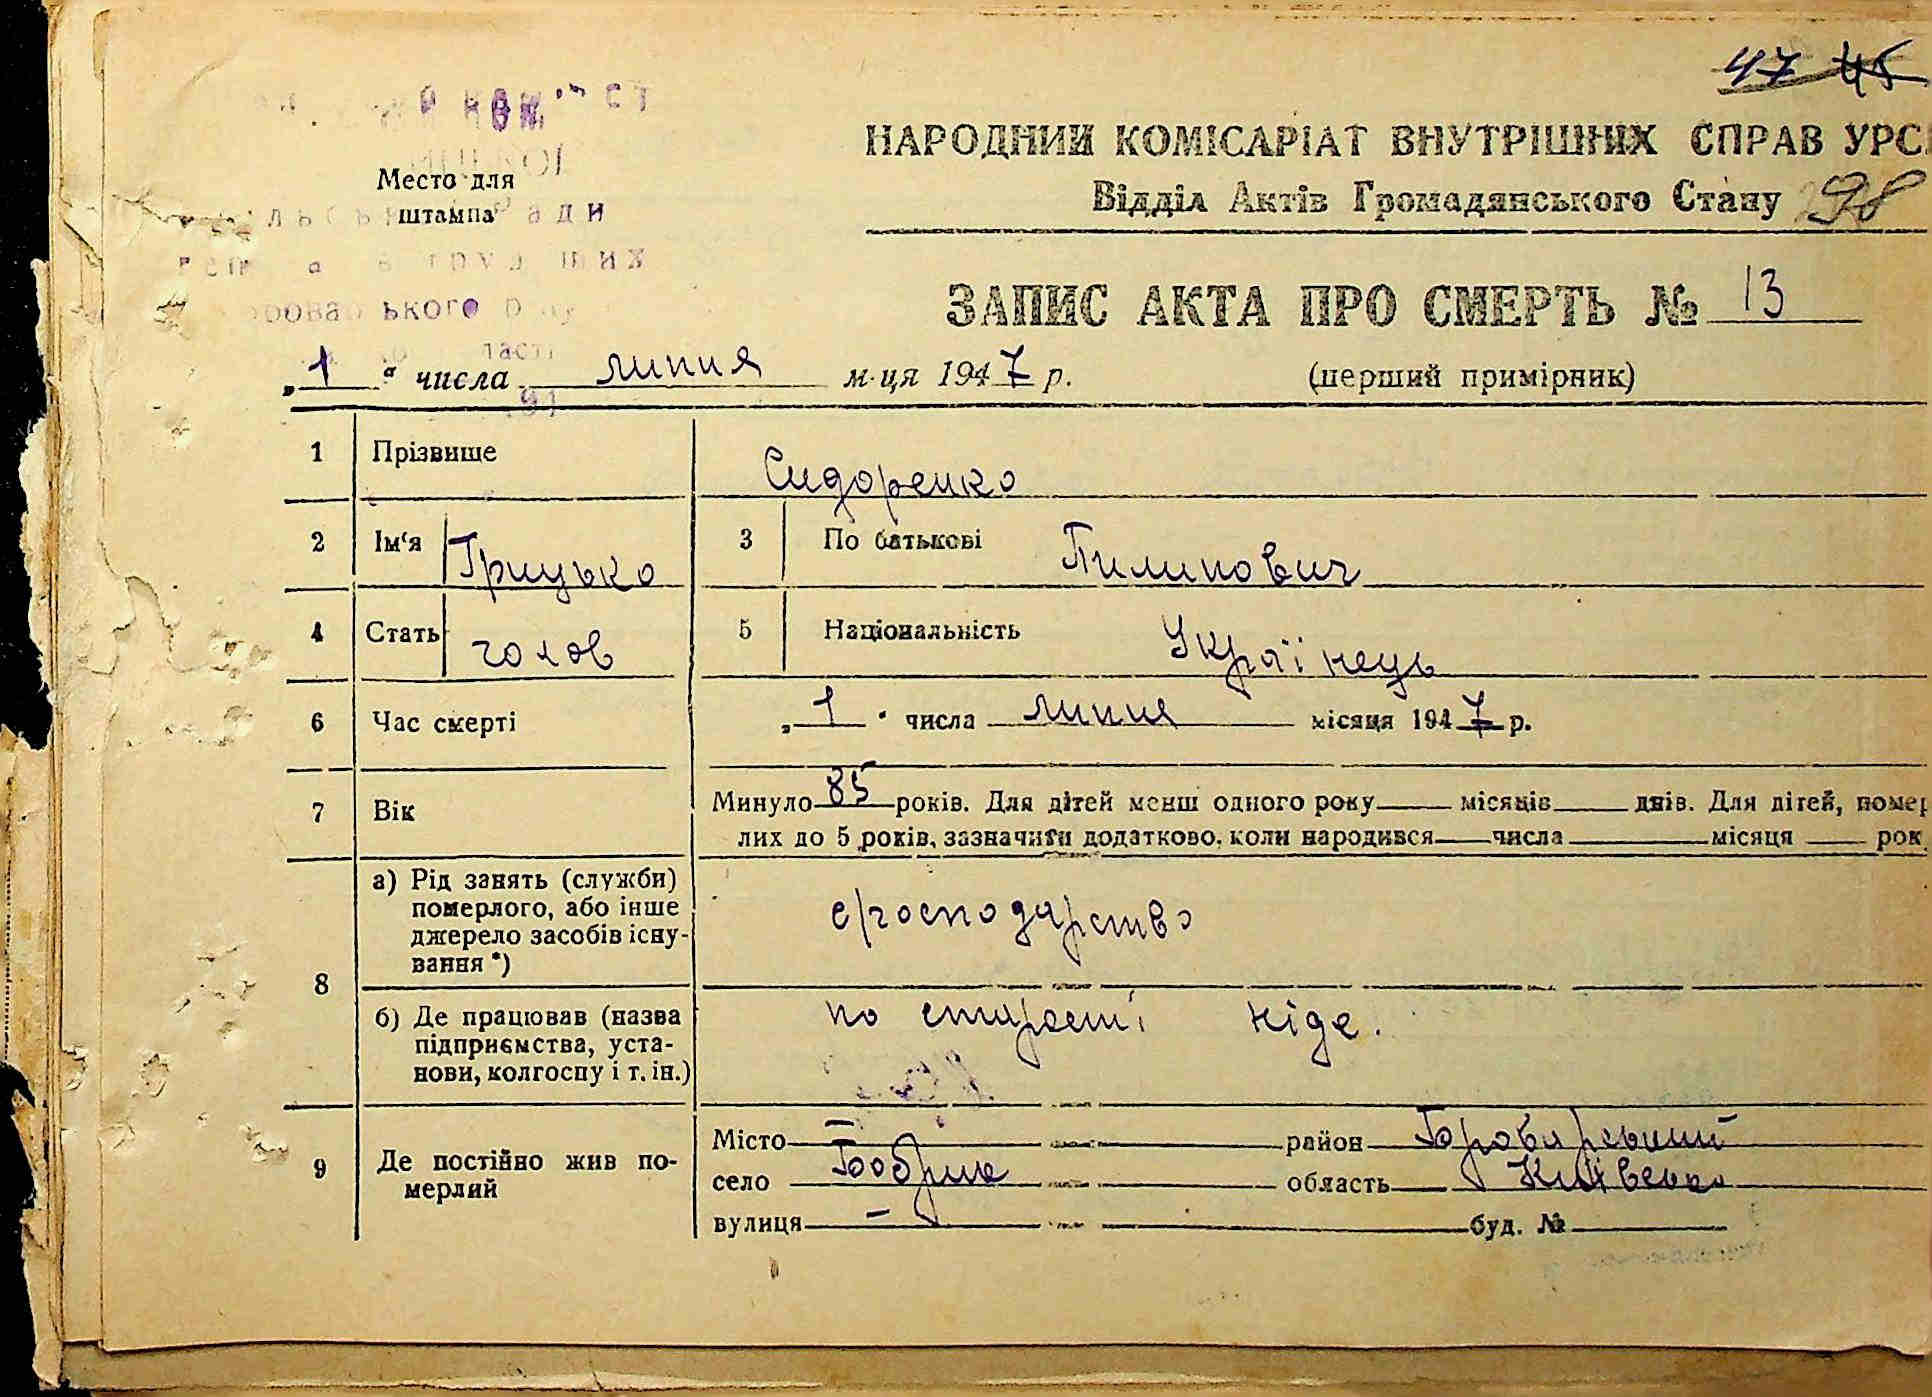 47 45
НАРОДНИЙ КОМІСАРІАТ ВНУТРІШНИХ СПРАВ УРС
Відділ Актів Громадянського Стану 298
Место для
штампа
ЗАПИС АКТА ПРО СМЕРТЬ № 13
„1“ числа липня м-ця 1947 р. (перший примірник)
1 Прізвище Сидоренко
2 Ім'я Грицько 3 По батькові Пилипович
4 Стать чолов 5 Національність Українець
6 Час смерті „1“ числа липня місяця 1947 р.
7 Вік Минуло 85 років. Для дітей менш одного року місяців днів. Для дітей, помер
лих до 5 років, зазначити додатково, коли народився числа місяця рок
8 а) Рід занять (служби) померлого, або інше джерело засобів існування *) с/господарство
б) Де працював (назва підприємства, установи, колгоспу і т. ін.) по старості ніде.
9 Де постійно жив померлий
Місто — район Броварський
село Бобрик область Київська
вулиця — буд. №